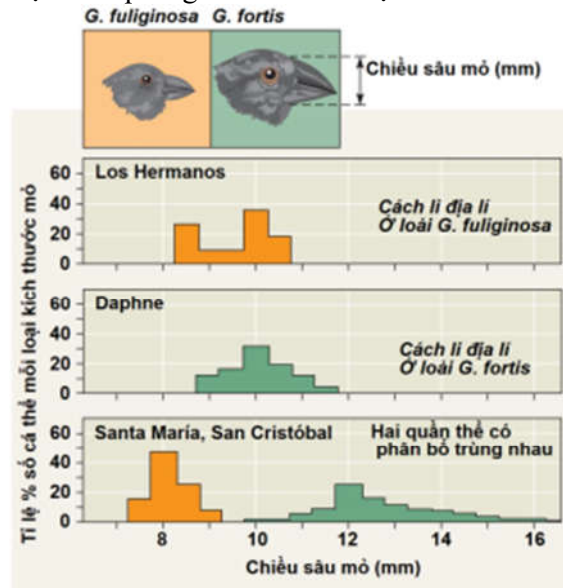 G. fuliginosa G. fortis
Chiều sâu mỏ (mm)
Tỉ lệ % số cá thể mỗi loại kích thước mỏ
60
40
20
0
Los Hermanos
Cách li địa lí
Ở loài G. fuliginosa
60
40
20
0
Daphne
Cách li địa lí
Ở loài G. fortis
60
40
20
0
Santa María, San Cristóbal
Hai quần thể có
phân bố trùng nhau
8 10 12 14 16
Chiều sâu mỏ (mm)